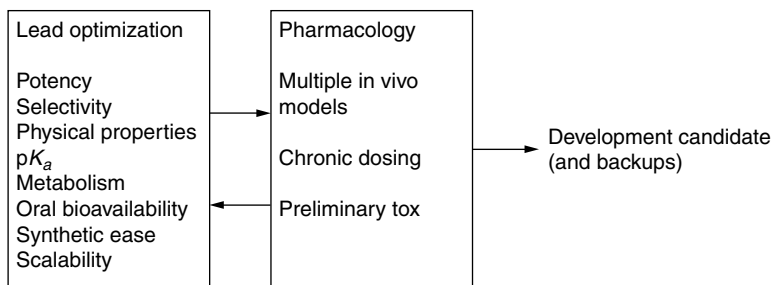 Lead optimization
Potency
Selectivity
Physical properties
pKa
Metabolism
Oral bioavailability
Synthetic ease
Scalability
Pharmacology
Multiple in vivo
models
Chronic dosing
Preliminary tox
Development candidate
(and backups)